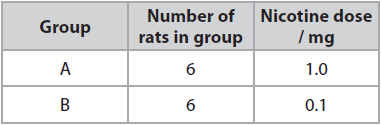 Group
Number of
rats in group
Nicotine dose
/ mg
A 6 1.0
B 6 0.1